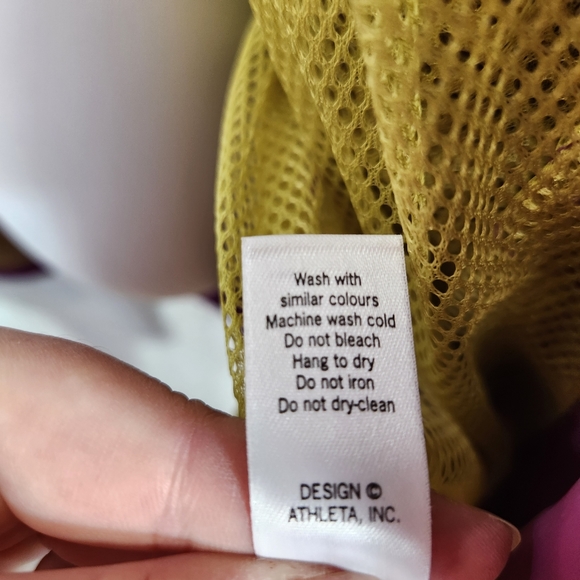 Wash with
similar colours
Machine wash cold
Do not bleach
Hang to dry
Do not iron
Do not dry-clean
DESIGN ©
ATHLETA, INC.